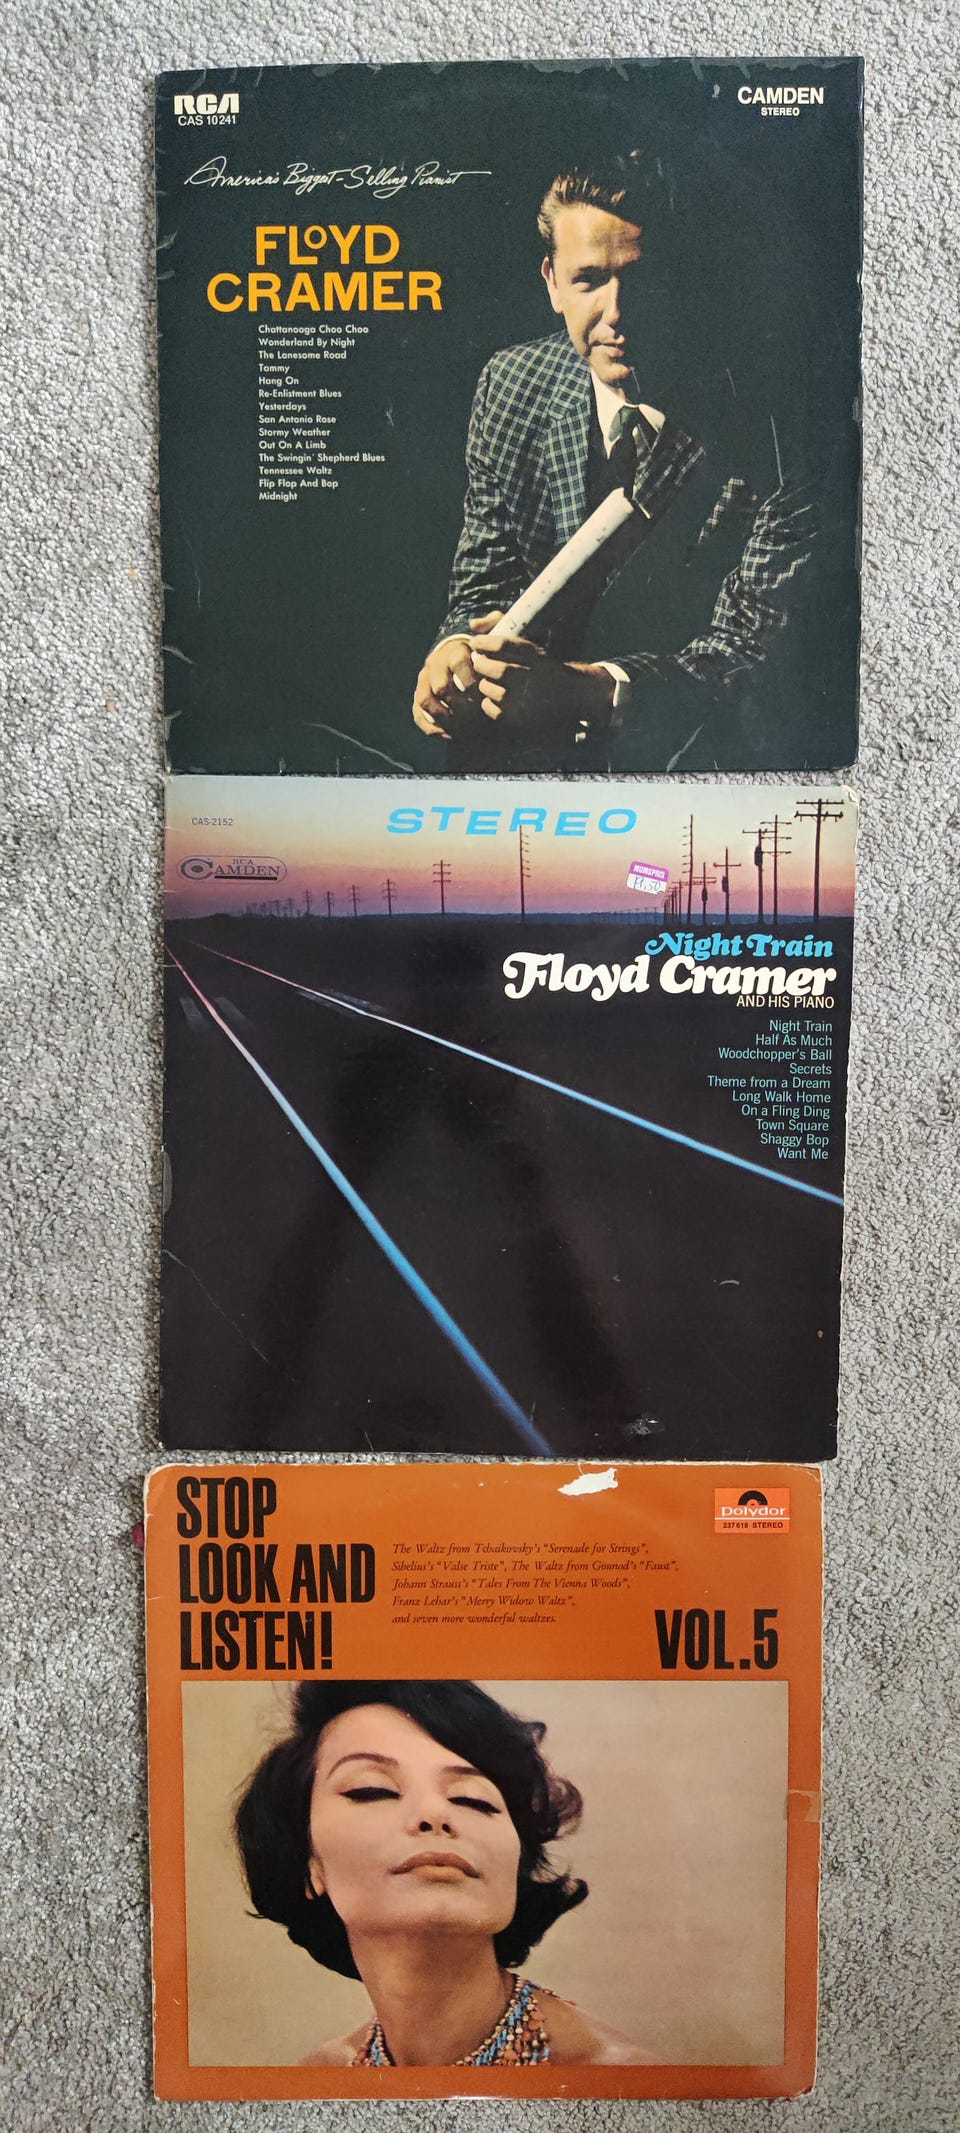 RCA
CAS 10241
CAMDEN
STEREO
America's Biggest-Selling Pianist
FLOYD
CRAMER
Chattanooga Choo Choo
Wonderland By Night
The Lonesome Road
Tammy
Hang On
Re-Enlistment Blues
Yesterdays
San Antonio Rose
Stormy Weather
Out On A Limb
The Swingin' Shepherd Blues
Tennessee Waltz
Flip Flop And Bop
Midnight
CAS-2152
STEREO
RCA
CAMDEN
MOMSPRIS
Night Train
Floyd Cramer
AND HIS PIANO
Night Train
Half As Much
Woodchopper's Ball
Secrets
Theme from a Dream
Long Walk Home
On a Fling Ding
Town Square
Shaggy Bop
Want Me
STOP
LOOK AND
LISTEN!
The Waltz from Tchaikovsky's "Serenade for Strings",
Sibelius's "Valse Triste", The Waltz from Gounod's "Faust",
Johann Strauss's "Tales From The Vienna Woods",
Franz Lehar's "Merry Widow Waltz",
and seven more wonderful waltzes.
polydor
237 618 STEREO
VOL.5